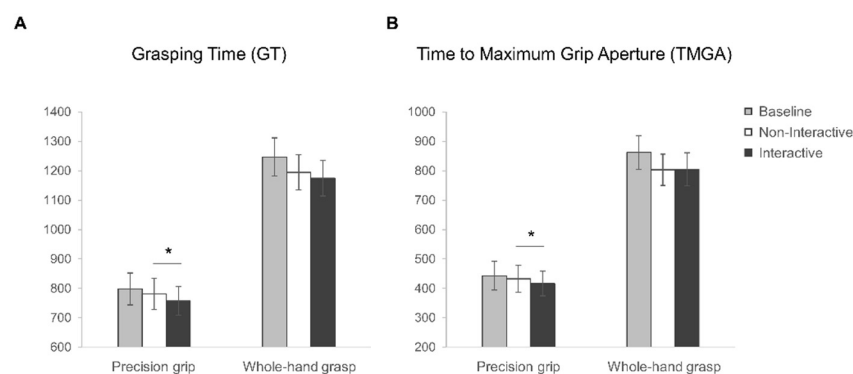 A
B
Grasping Time (GT)
Time to Maximum Grip Aperture (TMGA)
1400
1300
1200
1100
1000
900
800
700
600
*
Precision grip
Whole-hand grasp
1000
900
800
700
600
500
400
300
200
*
Precision grip
Whole-hand grasp
Baseline
Non-Interactive
Interactive